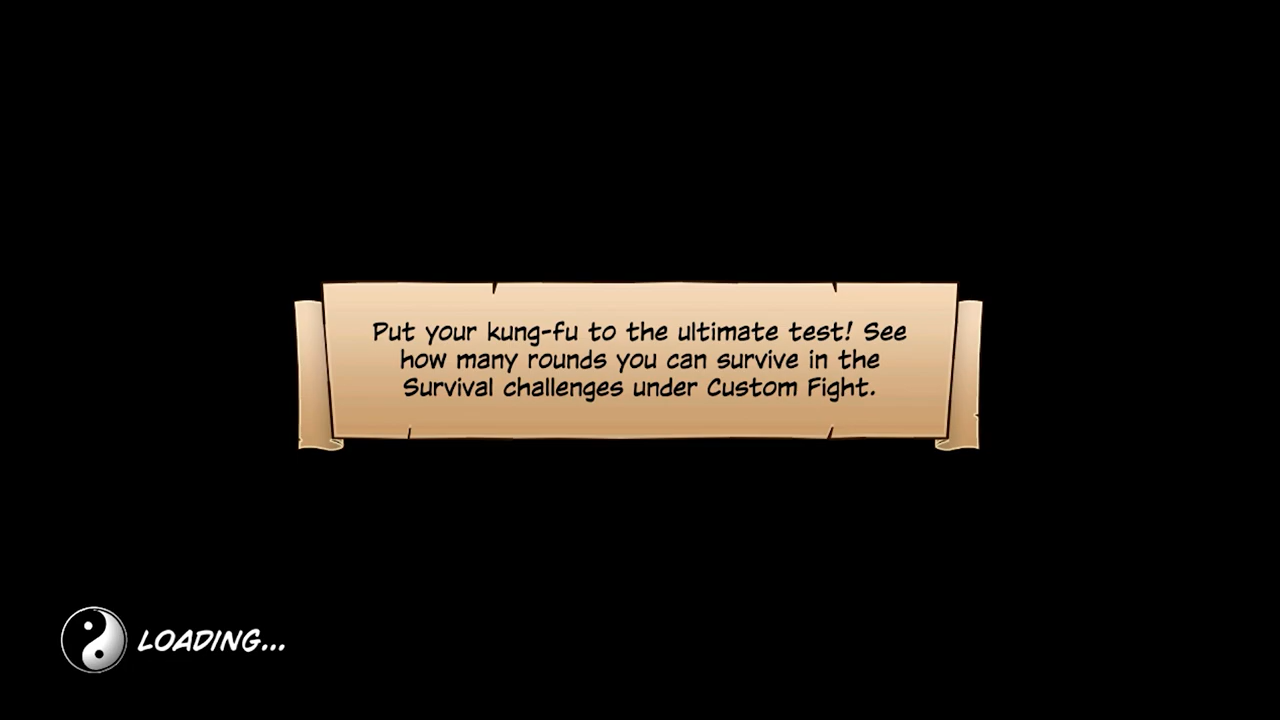 Put your kung-fu to the ultimate test! See
how many rounds you can survive in the
Survival challenges under Custom Fight.
LOADING...